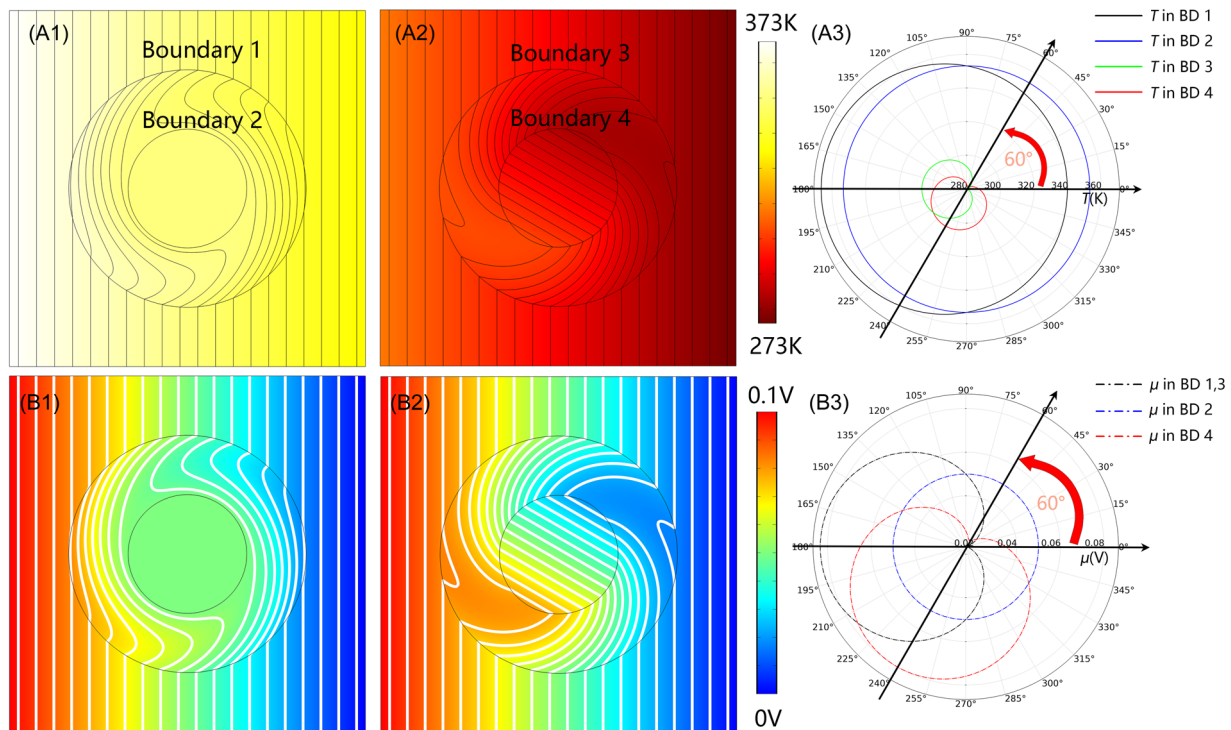 (A1)
Boundary 1
Boundary 2
(A2)
Boundary 3
Boundary 4
373K
273K
(A3)
T in BD 1
T in BD 2
T in BD 3
T in BD 4
90°
105°
75°
120°
60°
135°
45°
150°
30°
165°
15°
180°
280
300
320
340
360
0°
T(K)
60°
195°
345°
210°
330°
225°
315°
240°
300°
255°
285°
270°
(B1)
(B2)
0.1V
0V
(B3)
μ in BD 1,3
μ in BD 2
μ in BD 4
90°
105°
75°
120°
60°
135°
45°
150°
30°
165°
15°
180°
0.04
0.06
0.08
0°
μ(V)
60°
195°
345°
210°
330°
225°
315°
240°
300°
255°
285°
270°